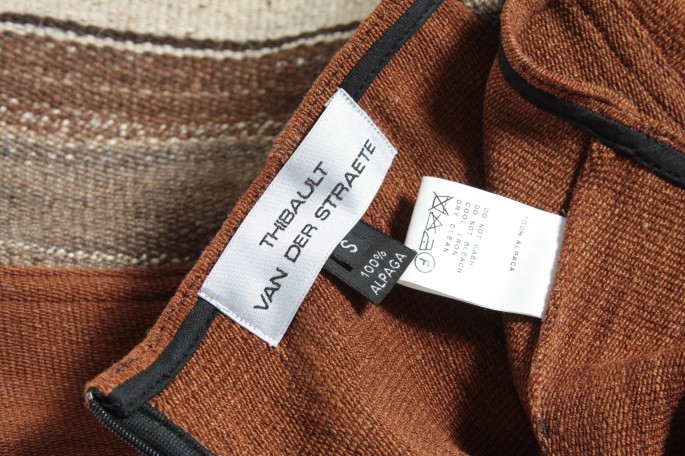 THIBAULT
VAN DER STRAETE
S
100%
ALPAGA
100% ALPACA
DO NOT WASH
DO NOT BLEACH
COOL IRON
DRY CLEAN
F